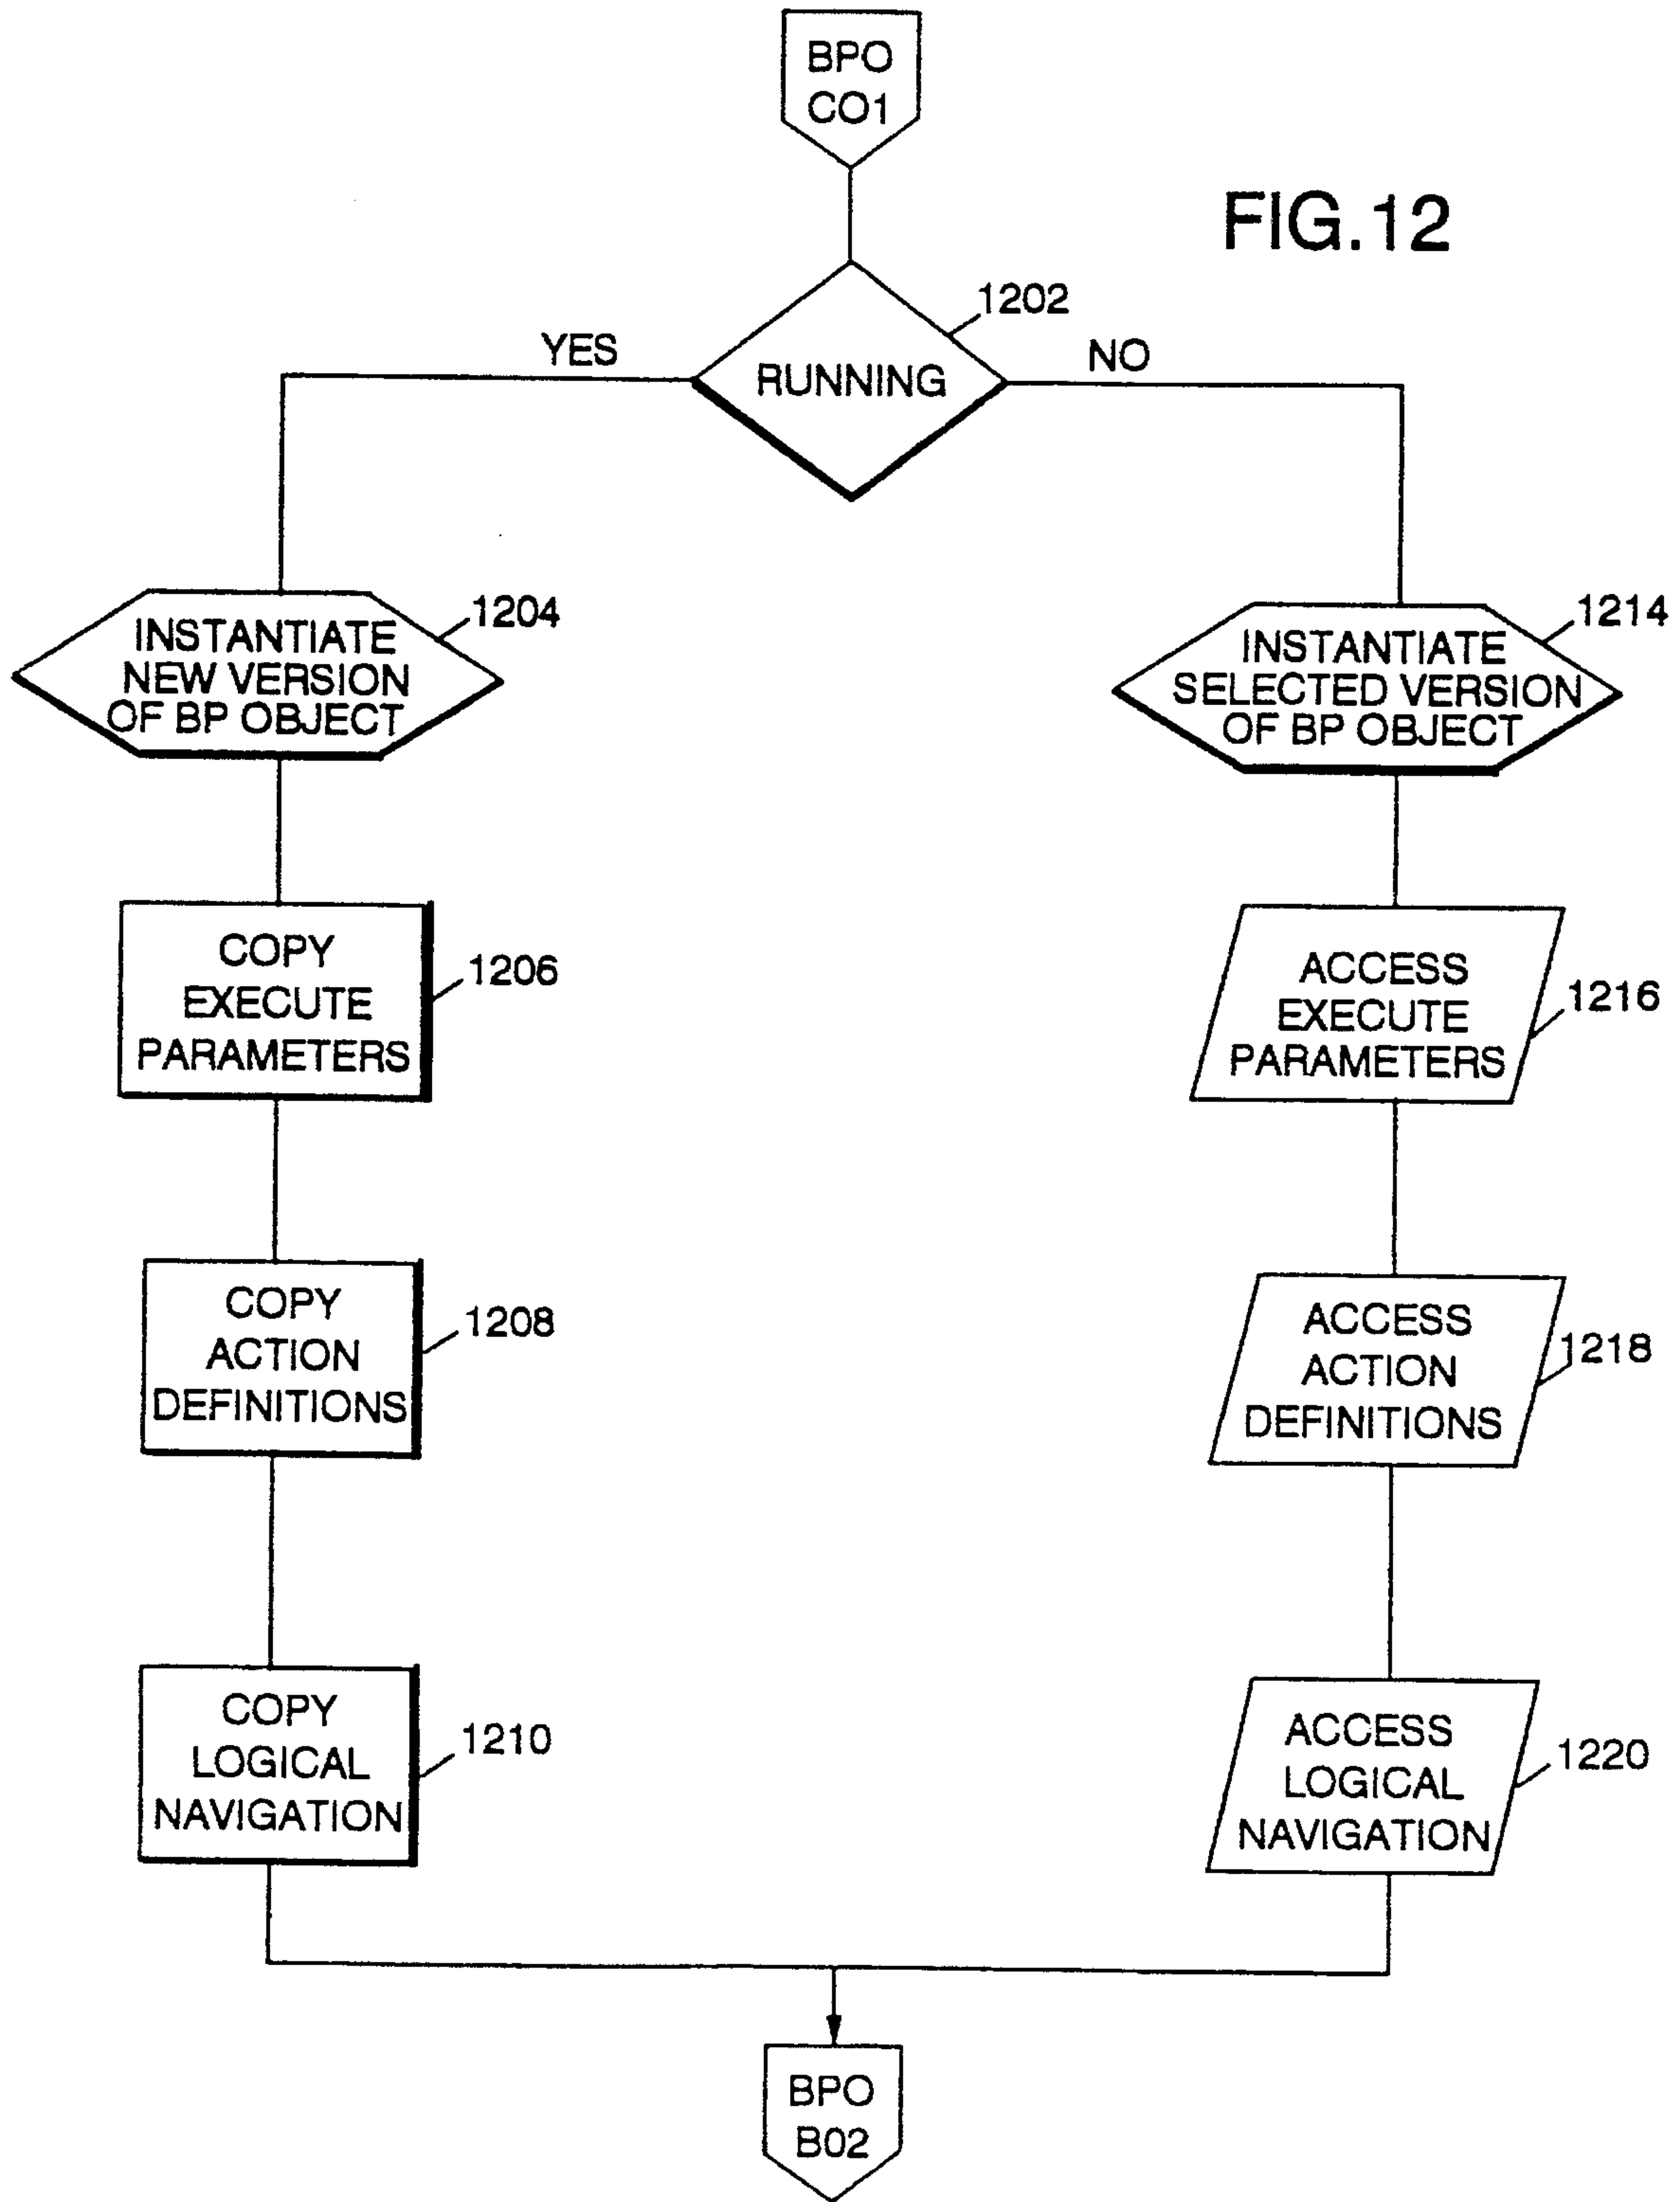 BPO
CO1
FIG.12
1202
YES
RUNNING
NO
1204
INSTANTIATE
NEW VERSION
OF BP OBJECT
1214
INSTANTIATE
SELECTED VERSION
OF BP OBJECT
COPY
EXECUTE
PARAMETERS
1206
ACCESS
EXECUTE
PARAMETERS
1216
COPY
ACTION
DEFINITIONS
1208
ACCESS
ACTION
DEFINITIONS
1218
COPY
LOGICAL
NAVIGATION
1210
ACCESS
LOGICAL
NAVIGATION
1220
BPO
B02